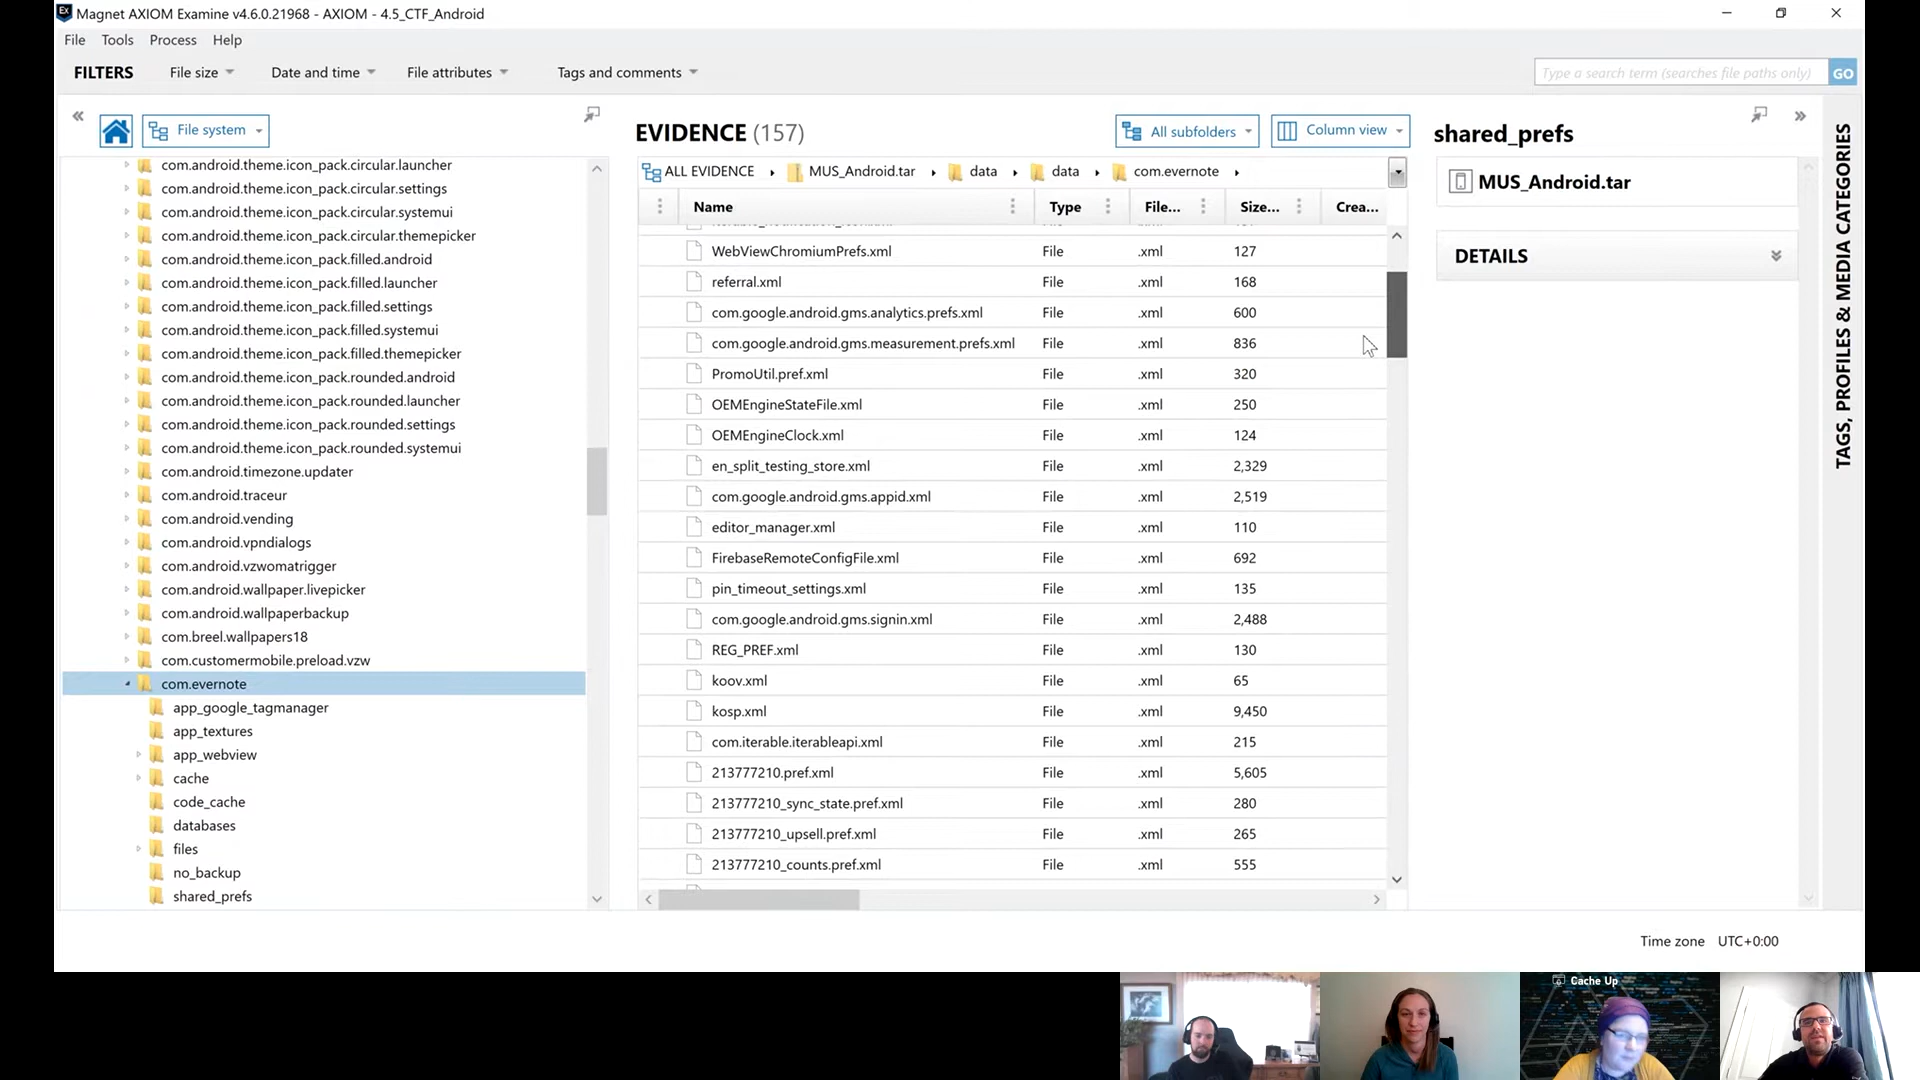 Magnet AXIOM Examine v4.6.0.21968 - AXIOM - 4.5_CTF_Android
File Tools Process Help
FILTERS File size Date and time File attributes Tags and comments Type a search term (searches file paths only) GO
File system
com.android.theme.icon_pack.circular.launcher
com.android.theme.icon_pack.circular.settings
com.android.theme.icon_pack.circular.systemui
com.android.theme.icon_pack.circular.themepicker
com.android.theme.icon_pack.filled.android
com.android.theme.icon_pack.filled.launcher
com.android.theme.icon_pack.filled.settings
com.android.theme.icon_pack.filled.systemui
com.android.theme.icon_pack.filled.themepicker
com.android.theme.icon_pack.rounded.android
com.android.theme.icon_pack.rounded.launcher
com.android.theme.icon_pack.rounded.settings
com.android.theme.icon_pack.rounded.systemui
com.android.timezone.updater
com.android.traceur
com.android.vending
com.android.vpndialogs
com.android.vzwomatrigger
com.android.wallpaper.livepicker
com.android.wallpaperbackup
com.breel.wallpapers18
com.customermobile.preload.vzw
com.evernote
app_google_tagmanager
app_textures
app_webview
cache
code_cache
databases
files
no_backup
shared_prefs
EVIDENCE (157) All subfolders Column view
ALL EVIDENCE MUS_Android.tar data data com.evernote
Name Type File... Size... Crea...
WebViewChromiumPrefs.xml File .xml 127
referral.xml File .xml 168
com.google.android.gms.analytics.prefs.xml File .xml 600
com.google.android.gms.measurement.prefs.xml File .xml 836
PromoUtil.pref.xml File .xml 320
OEMEngineStateFile.xml File .xml 250
OEMEngineClock.xml File .xml 124
en_split_testing_store.xml File .xml 2,329
com.google.android.gms.appid.xml File .xml 2,519
editor_manager.xml File .xml 110
FirebaseRemoteConfigFile.xml File .xml 692
pin_timeout_settings.xml File .xml 135
com.google.android.gms.signin.xml File .xml 2,488
REG_PREF.xml File .xml 130
koov.xml File .xml 65
kosp.xml File .xml 9,450
com.iterable.iterableapi.xml File .xml 215
213777210.pref.xml File .xml 5,605
213777210_sync_state.pref.xml File .xml 280
213777210_upsell.pref.xml File .xml 265
213777210_counts.pref.xml File .xml 555
shared_prefs
MUS_Android.tar
DETAILS
TAGS, PROFILES & MEDIA CATEGORIES
Time zone UTC+0:00
Cache Up